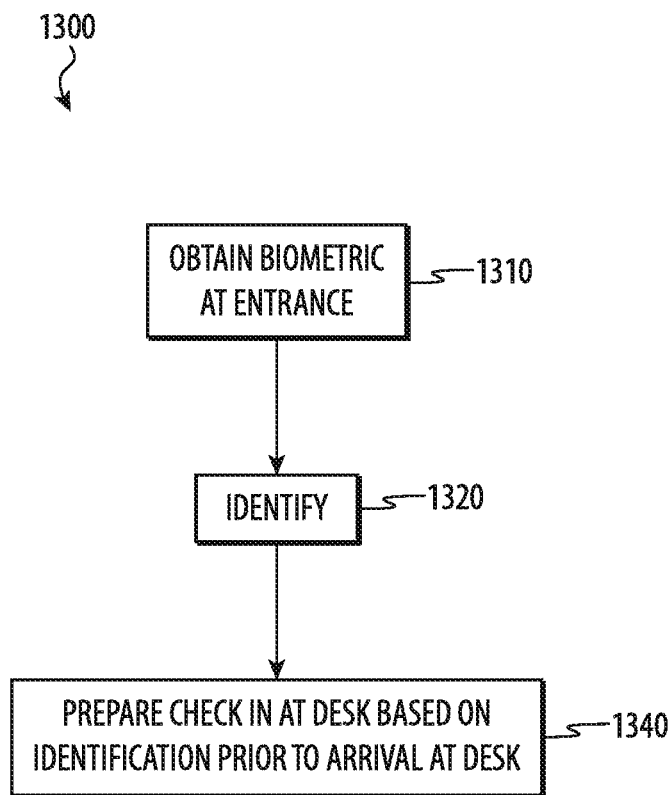 1300
OBTAIN BIOMETRIC
AT ENTRANCE
1310
IDENTIFY
1320
PREPARE CHECK IN AT DESK BASED ON
IDENTIFICATION PRIOR TO ARRIVAL AT DESK
1340